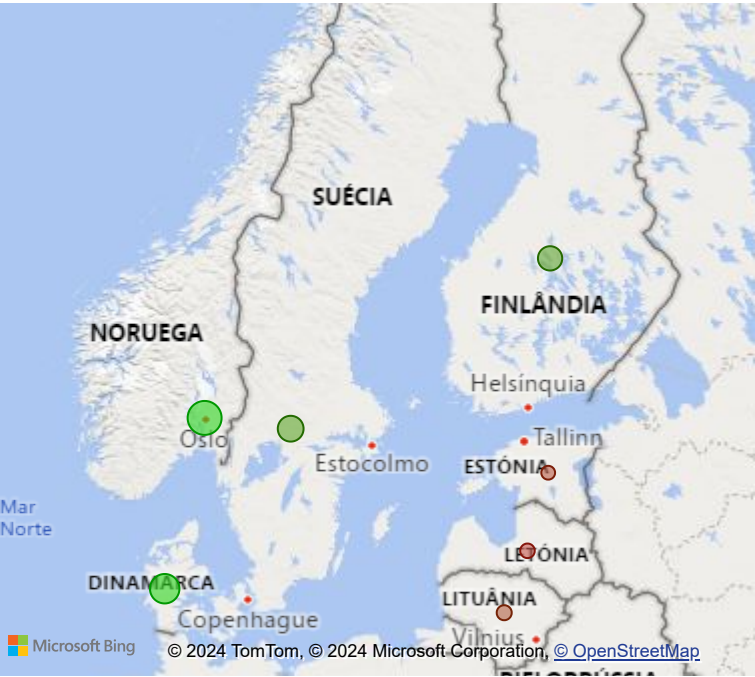 SUÉCIA
FINLÂNDIA
NORUEGA
Helsínquia
Oslo
Tallinn
Estocolmo
ESTÓNIA
Mar
Norte
LETÓNIA
DINAMARCA
LITUÂNIA
Copenhague
Vilnius
Microsoft Bing
© 2024 TomTom, © 2024 Microsoft Corporation, © OpenStreetMap
BIELORRÚSSIA